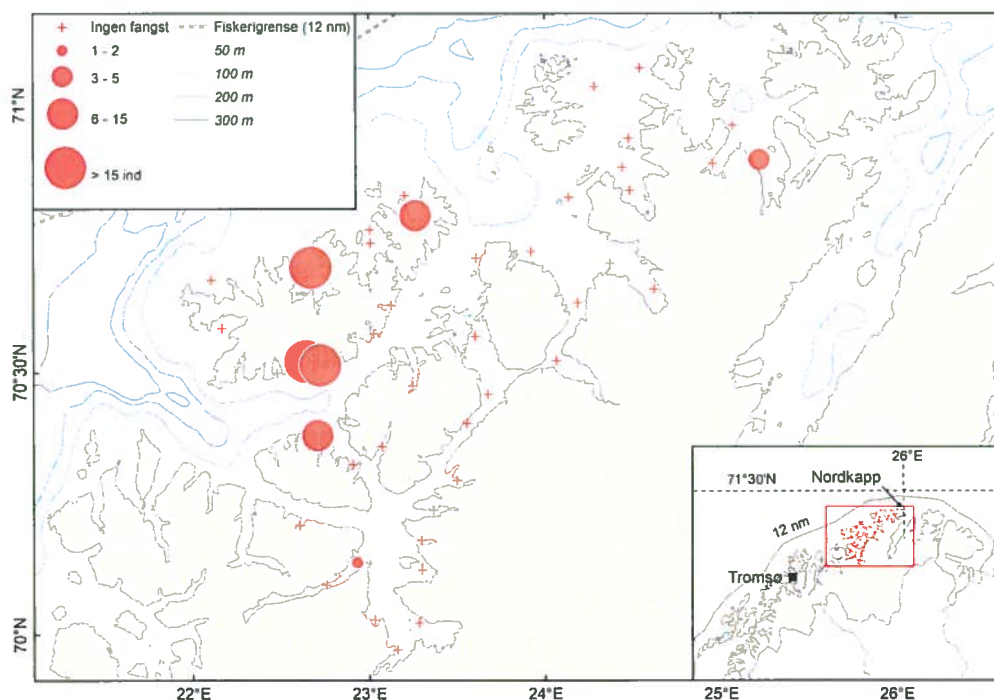 Ingen fangst
1 - 2
3 - 5
6 - 15
> 15 ind
Fiskerigrense (12 nm)
50 m
100 m
200 m
300 m
71°N
70°30'N
70°N
22°E
23°E
24°E
25°E
26°E
26°E
71°30'N
Nordkapp
12 nm
Tromsø